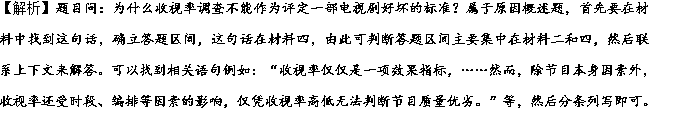 【解析】题目问：为什么收视率调查不能作为评定一部电视剧好坏的标准？属于原因概述题，首先要在材
料中找到这句话，确立答题区间，这句话在材料四，由此可判断答题区间主要集中在材料二和四，然后联
系上下文来解答。可以找到相关语句例如：“收视率仅仅是一项效果指标，……然而，除节目本身因素外，
收视率还受时段、编排等因素的影响，仅凭收视率高低无法判断节目质量优劣。”等，然后分条列写即可。